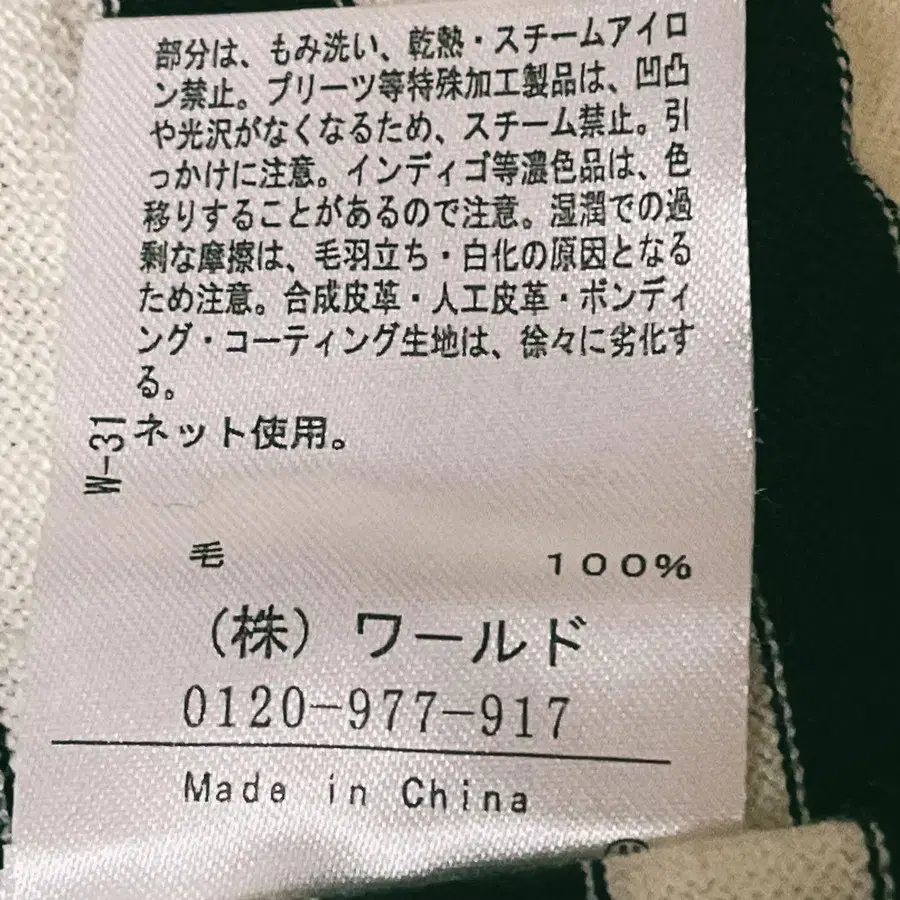 部分は、もみ洗い、乾熱・スチームアイロ
ン禁止。プリーツ等特殊加工製品は、凹凸
や光沢がなくなるため、スチーム禁止。引
っかけに注意。インディゴ等濃色品は、色
移りすることがあるので注意。湿潤での過
剰な摩擦は、毛羽立ち・白化の原因となる
ため注意。合成皮革・人工皮革・ボンディ
ング・コーティング生地は、徐々に劣化す
る。
W-31
ネット使用。
毛 100%
(株) ワールド
0120-977-917
Made in China